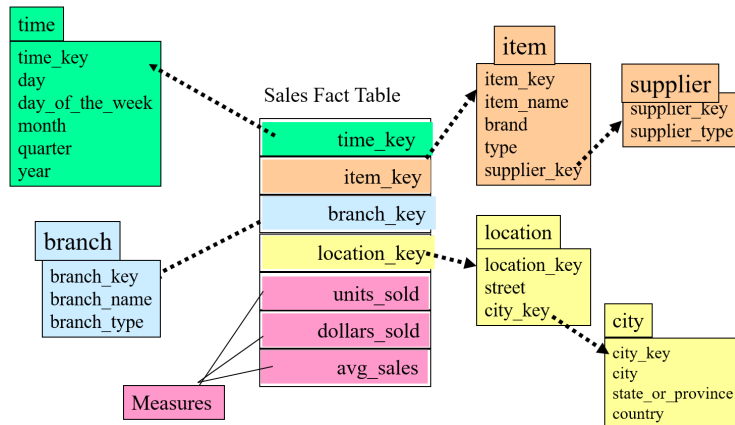 time
time_key
day
day_of_the_week
month
quarter
year
item
item_key
item_name
brand
type
supplier_key
supplier
supplier_key
supplier_type
Sales Fact Table
time_key
item_key
branch_key
location_key
units_sold
dollars_sold
avg_sales
branch
branch_key
branch_name
branch_type
location
location_key
street
city_key
city
city_key
city
state_or_province
country
Measures